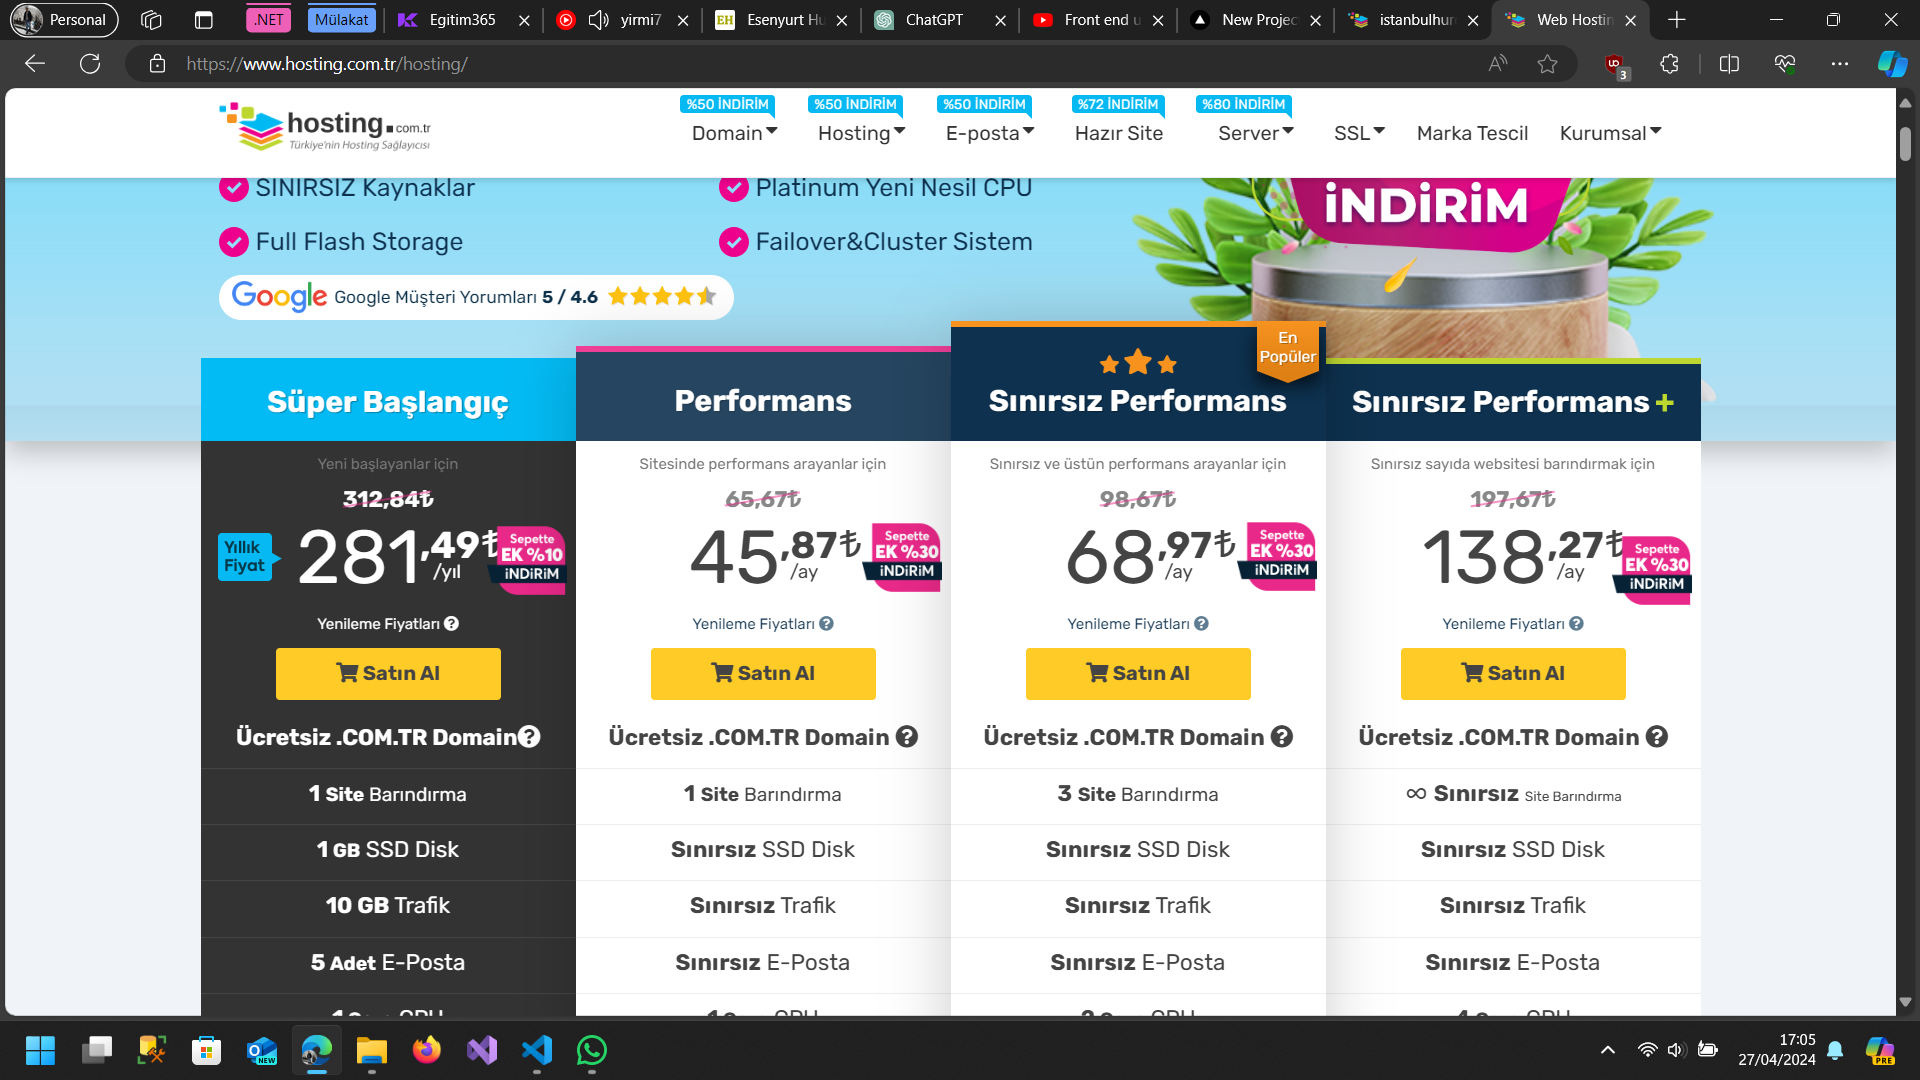 Personal
.NET
Mülakat
Egitim365
yirmi7
Esenyurt Hu
ChatGPT
Front end u
New Projec
istanbulhur
Web Hostin
https://www.hosting.com.tr/hosting/
3
%50 İNDİRİM
%50 İNDİRİM
%50 İNDİRİM
%72 İNDİRİM
%80 İNDİRİM
hosting.com.tr
Türkiye'nin Hosting Sağlayıcısı
Domain
Hosting
E-posta
Hazır Site
Server
SSL
Marka Tescil
Kurumsal
SINIRSIZ Kaynaklar
Platinum Yeni Nesil CPU
İNDİRİM
Full Flash Storage
Failover&Cluster Sistem
Google Google Müşteri Yorumları 5 / 4.6
Süper Başlangıç
Yeni başlayanlar için
312,84₺
Yıllık
Fiyat
281,49₺
/yıl
Sepette
EK %10
İNDİRİM
Yenileme Fiyatları ?
Satın Al
Ücretsiz .COM.TR Domain?
1 Site Barındırma
1 GB SSD Disk
10 GB Trafik
5 Adet E-Posta
Performans
Sitesinde performans arayanlar için
65,67₺
45,87₺
/ay
Sepette
EK %30
İNDİRİM
Yenileme Fiyatları ?
Satın Al
Ücretsiz .COM.TR Domain ?
1 Site Barındırma
Sınırsız SSD Disk
Sınırsız Trafik
Sınırsız E-Posta
En
Popüler
Sınırsız Performans
Sınırsız ve üstün performans arayanlar için
98,67₺
68,97₺
/ay
Sepette
EK %30
İNDİRİM
Yenileme Fiyatları ?
Satın Al
Ücretsiz .COM.TR Domain ?
3 Site Barındırma
Sınırsız SSD Disk
Sınırsız Trafik
Sınırsız E-Posta
Sınırsız Performans +
Sınırsız sayıda websitesi barındırmak için
197,67₺
138,27₺
/ay
Sepette
EK %30
İNDİRİM
Yenileme Fiyatları ?
Satın Al
Ücretsiz .COM.TR Domain ?
∞ Sınırsız Site Barındırma
Sınırsız SSD Disk
Sınırsız Trafik
Sınırsız E-Posta
NEW
17:05
27/04/2024
PRE